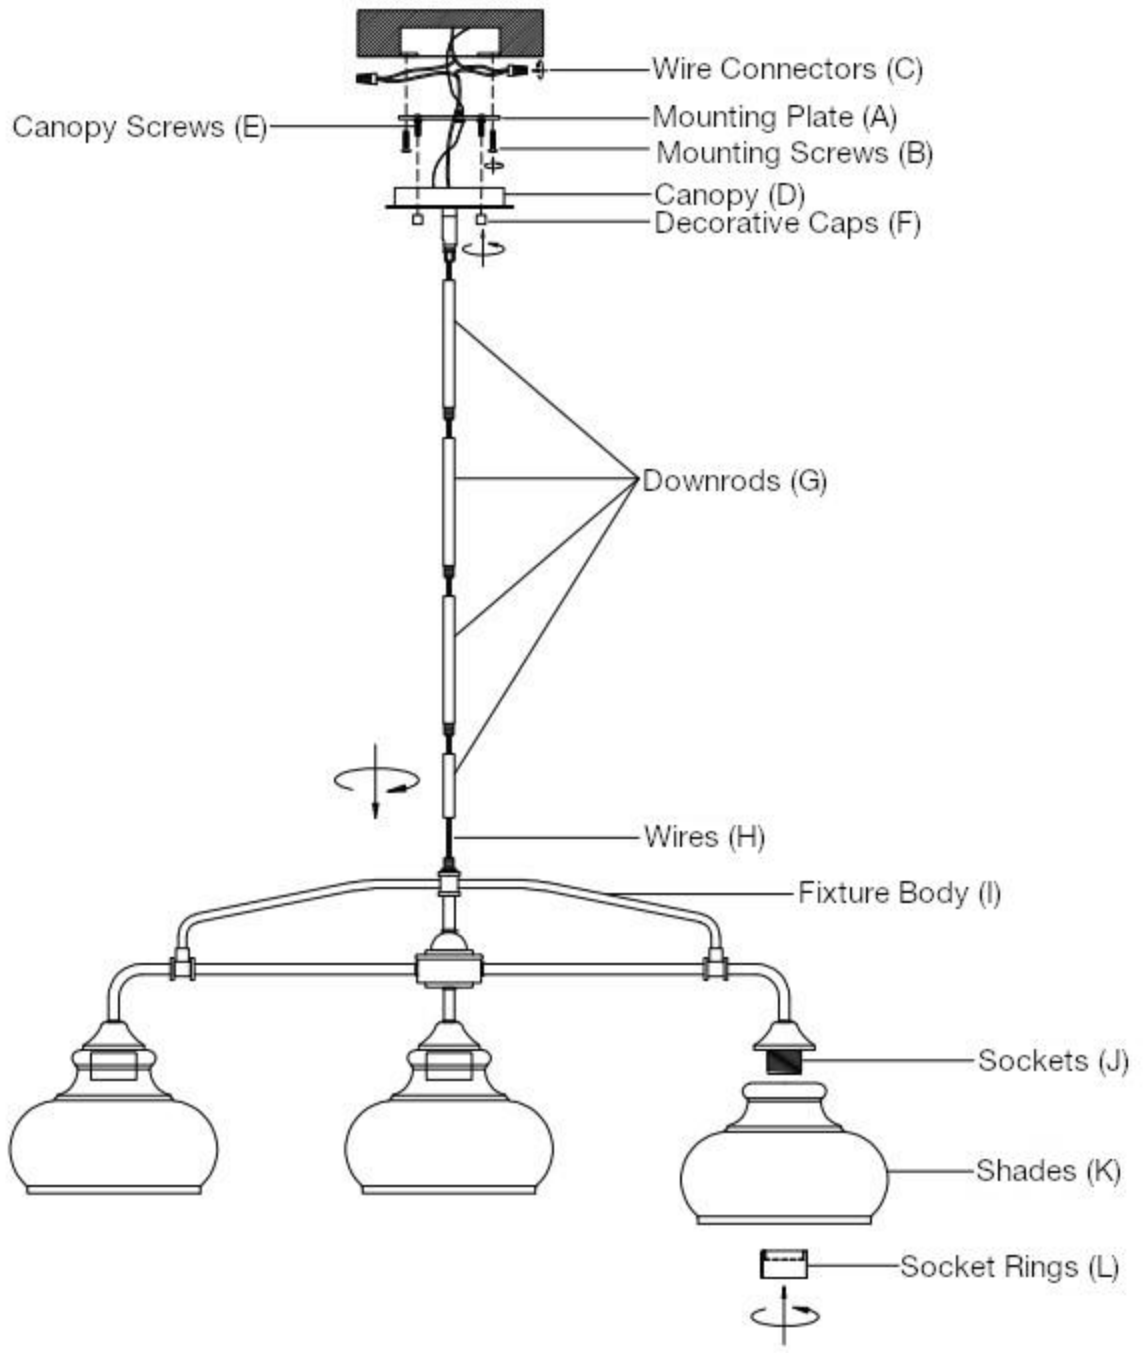 Wire Connectors (C)
Mounting Plate (A)
Canopy Screws (E)
Mounting Screws (B)
Canopy (D)
Decorative Caps (F)
Downrods (G)
Wires (H)
Fixture Body (I)
Sockets (J)
Shades (K)
Socket Rings (L)